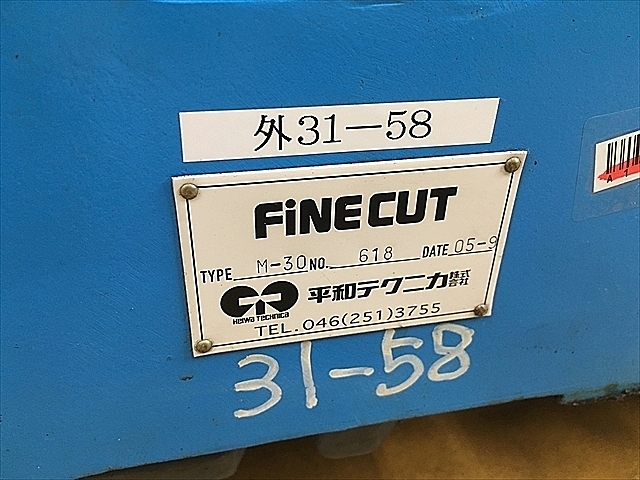 外31-58
FiNECUT
TYPE M-30 NO. 618 DATE 05-9
HEIWA TECHNICA 平和テクニカ株式会社
TEL.046(251)3755
31-58
A 1